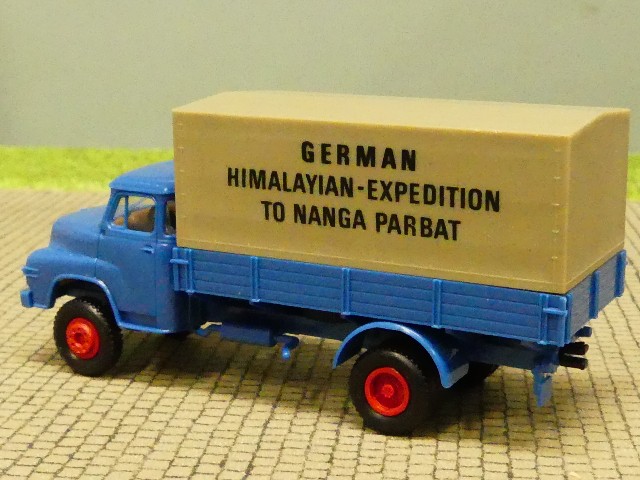 GERMAN
HIMALAYIAN-EXPEDITION
TO NANGA PARBAT